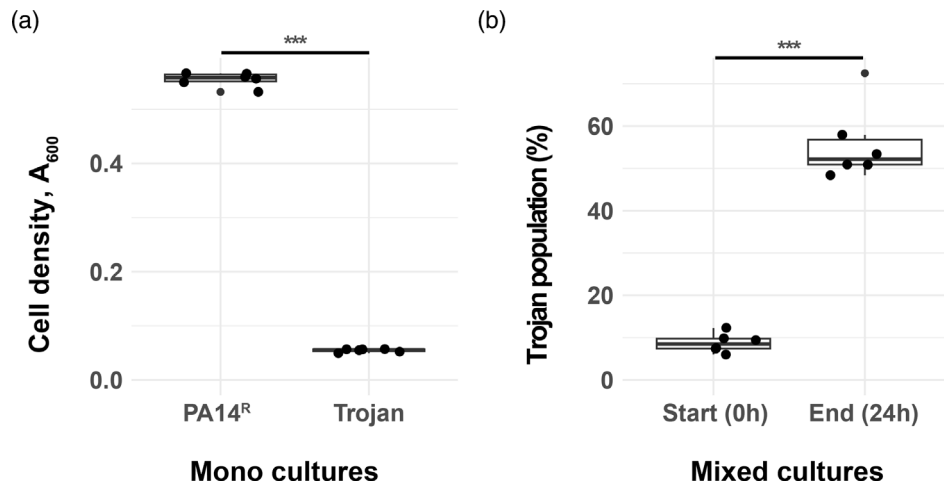 (a)
***
Cell density, A600
0.4
0.2
0.0
PA14R
Trojan
Mono cultures
(b)
***
Trojan population (%)
60
40
20
0
Start (0h)
End (24h)
Mixed cultures